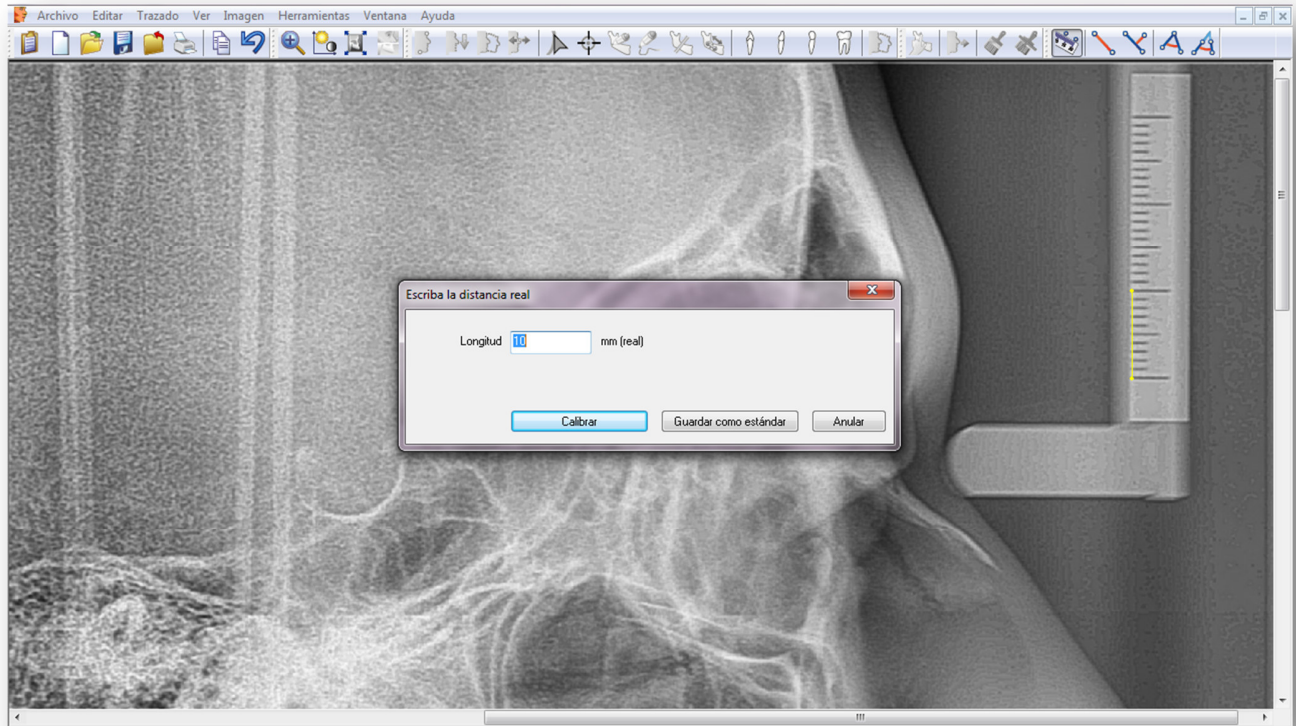 Archivo Editar Trazado Ver Imagen Herramientas Ventana Ayuda
Escriba la distancia real
Longitud 10 mm (real)
Calibrar Guardar como estándar Anular